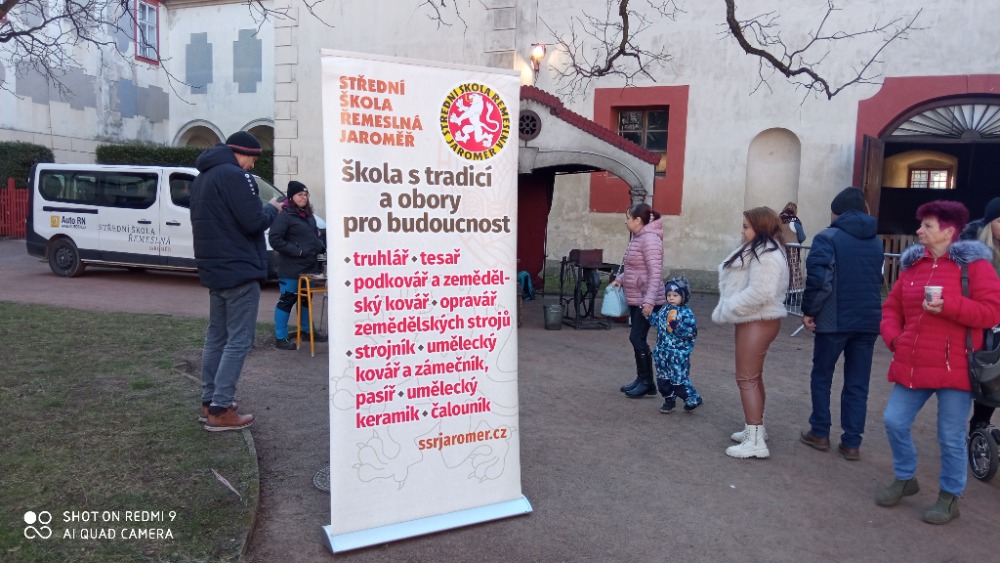 STŘEDNÍ
ŠKOLA
ŘEMESLNÁ
JAROMĚŘ
STŘEDNÍ ŠKOLA ŘEMESLNÁ
JAROMĚŘ
Škola s tradicí
a obory
pro budoucnost
• truhlář • tesař
• podkovář a zeměděl-
ský kovář • opravář
zemědělských strojů
• strojník • umělecký
kovář a zámečník,
pasíř • umělecký
keramik • čalouník
ssrjaromer.cz
Auto RN
STŘEDNÍ ŠKOLA
ŘEMESLNÁ
SHOT ON REDMI 9
AI QUAD CAMERA